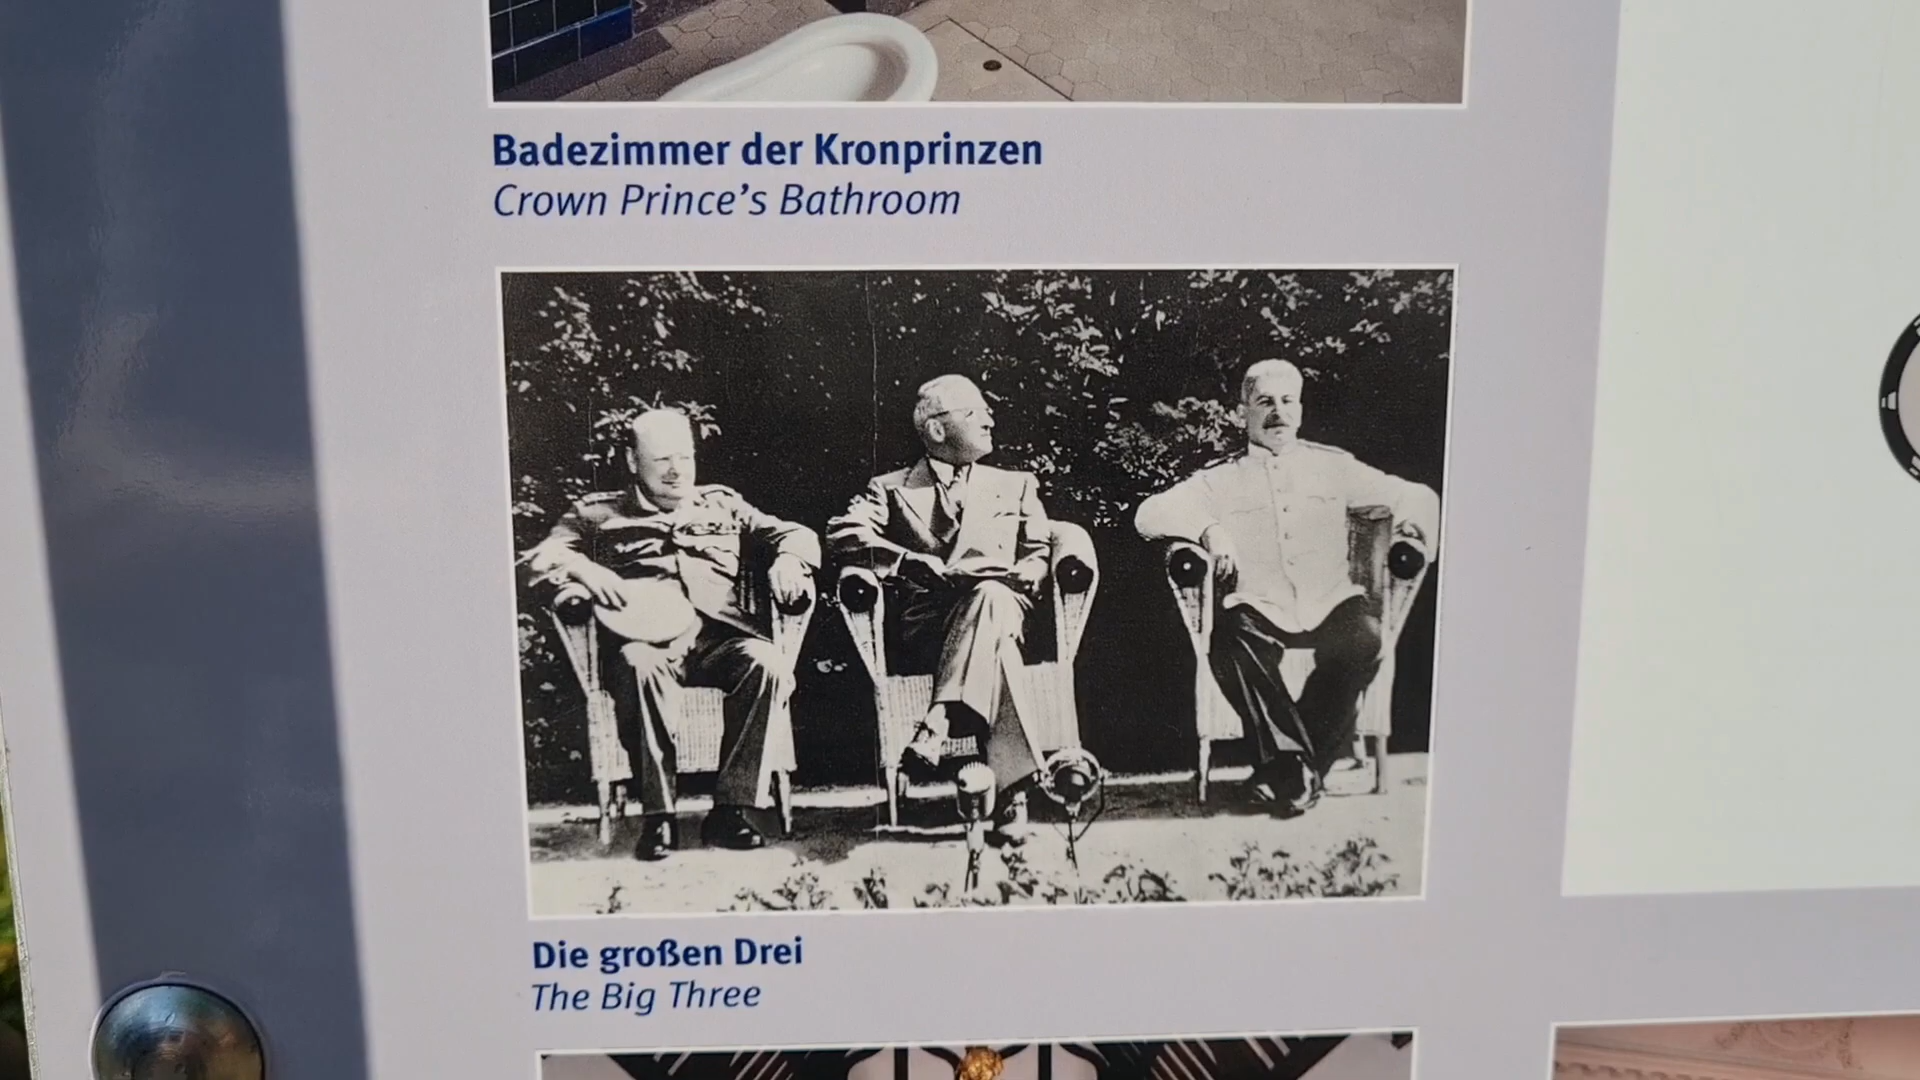 Badezimmer der Kronprinzen
Crown Prince's Bathroom
Die großen Drei
The Big Three